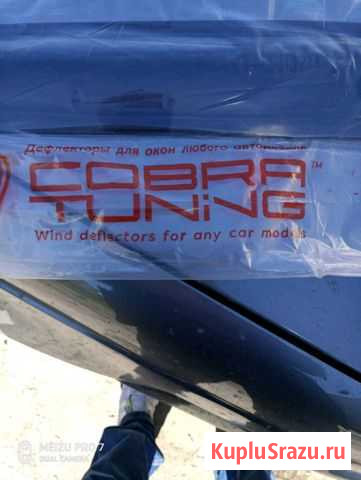 Дефлекторы для окон любого автомобиля
COBRA™
TUNING
Wind deflectors for any car models
MEIZU PRO 7
DUAL CAMERA
KupluSrazu.ru